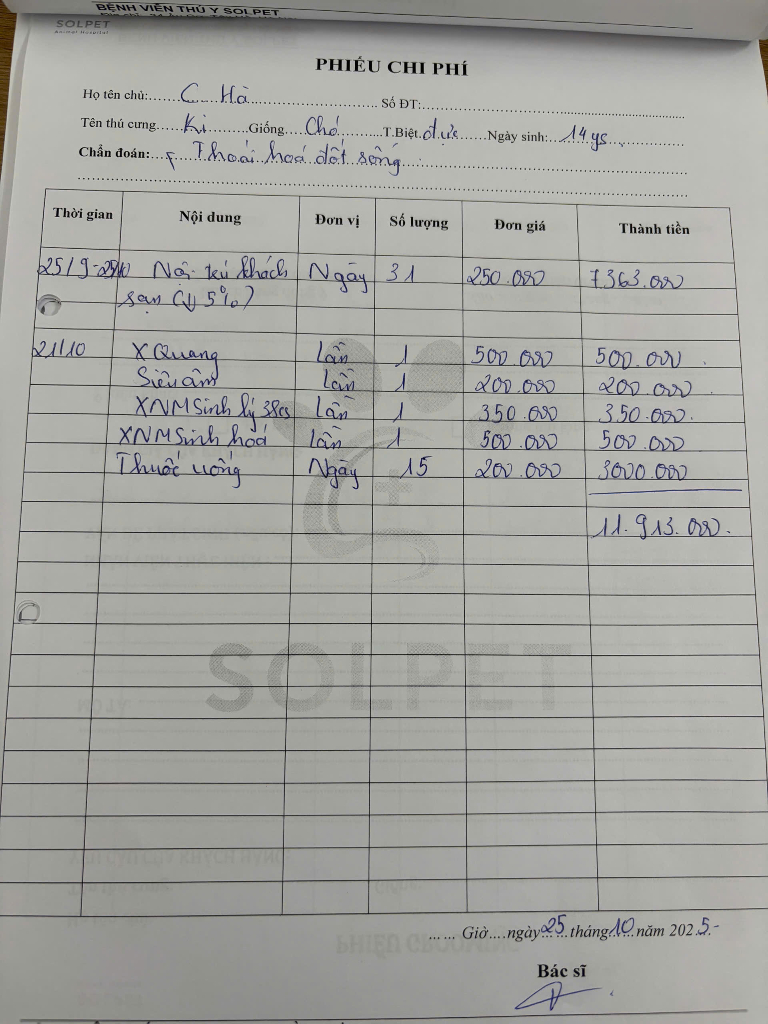 BỆNH VIỆN THÚ Y SOLPET
SOLPET
Animal Hospital
PHIẾU CHI PHÍ
Họ tên chủ: C Hà Số ĐT:
Tên thú cưng Ki Giống Chó T.Biệt đực Ngày sinh: 14ys
Chẩn đoán: Thoái hoá đốt sống
Thời gian Nội dung Đơn vị Số lượng Đơn giá Thành tiền
25/9-25/10 Nội trú khách Ngày 31 250.000 7363.000
sạn (↓ 5%)
21/10 X Quang Lần 1 500.000 500.000
Siêu âm Lần 1 200.000 200.000
XNM Sinh lý 38cs Lần 1 350.000 350.000
XNM Sinh hoá Lần 1 500.000 500.000
Thuốc uống Ngày 15 200.000 3000.000
11.913.000
SOLPET
Giờ....ngày 25 tháng 10 năm 2025
Bác sĩ